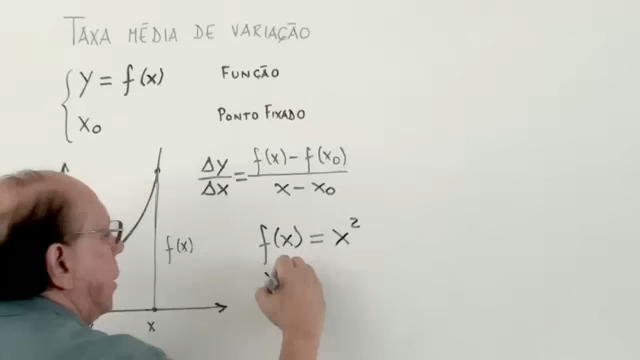 TAXA MÉDIA DE VARIAÇÃO
y = f(x) FUNÇÃO
x₀ PONTO FIXADO
Δy/Δx = (f(x) - f(x₀))/(x - x₀)
f(x) = x²
f(x)
x